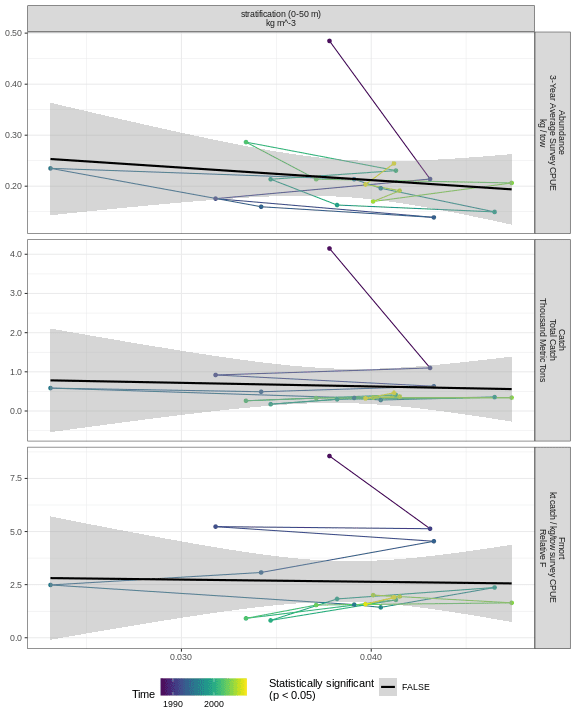 stratification (0-50 m)
kg m^-3
0.50
0.40
0.30
0.20
Abundance
3-Year Average Survey CPUE
kg / tow
4.0
3.0
2.0
1.0
0.0
Catch
Total Catch
Thousand Metric Tons
7.5
5.0
2.5
0.0
Fmort
kt catch / kg/tow survey CPUE
Relative F
0.030 0.040
Time
1990 2000
Statistically significant
(p < 0.05)
FALSE